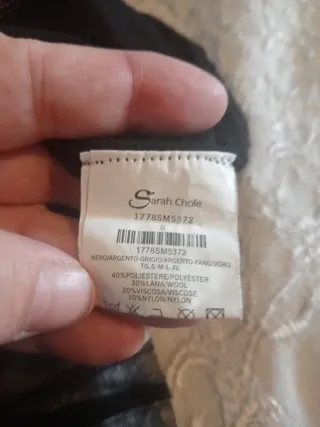 Sarah Chole
1778SM5372
S
1778SM5372
NERO/ARGENTO-GRIGIO/ARGENTO-FANGO/ORO
TG.S-M-L, XL
40%POLIESTERE/POLYESTER
30%LANA/WOOL
20%VISCOSA/VISCOSE
10%NYLON/NYLON